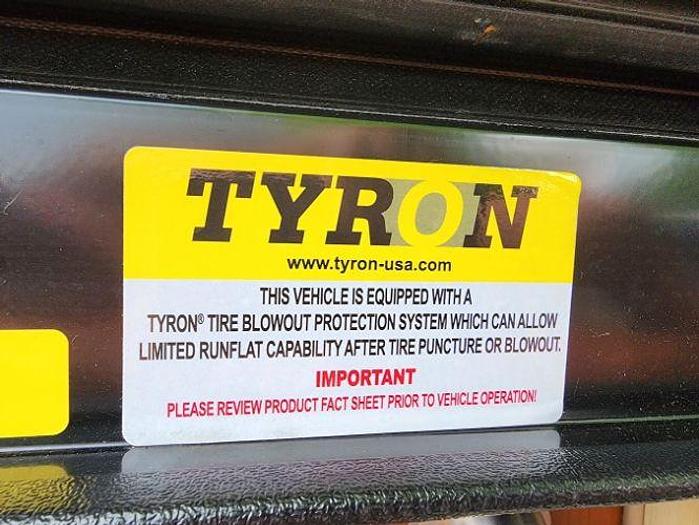 TYRON
www.tyron-usa.com
THIS VEHICLE IS EQUIPPED WITH A
TYRON® TIRE BLOWOUT PROTECTION SYSTEM WHICH CAN ALLOW
LIMITED RUNFLAT CAPABILITY AFTER TIRE PUNCTURE OR BLOWOUT.
IMPORTANT
PLEASE REVIEW PRODUCT FACT SHEET PRIOR TO VEHICLE OPERATION!